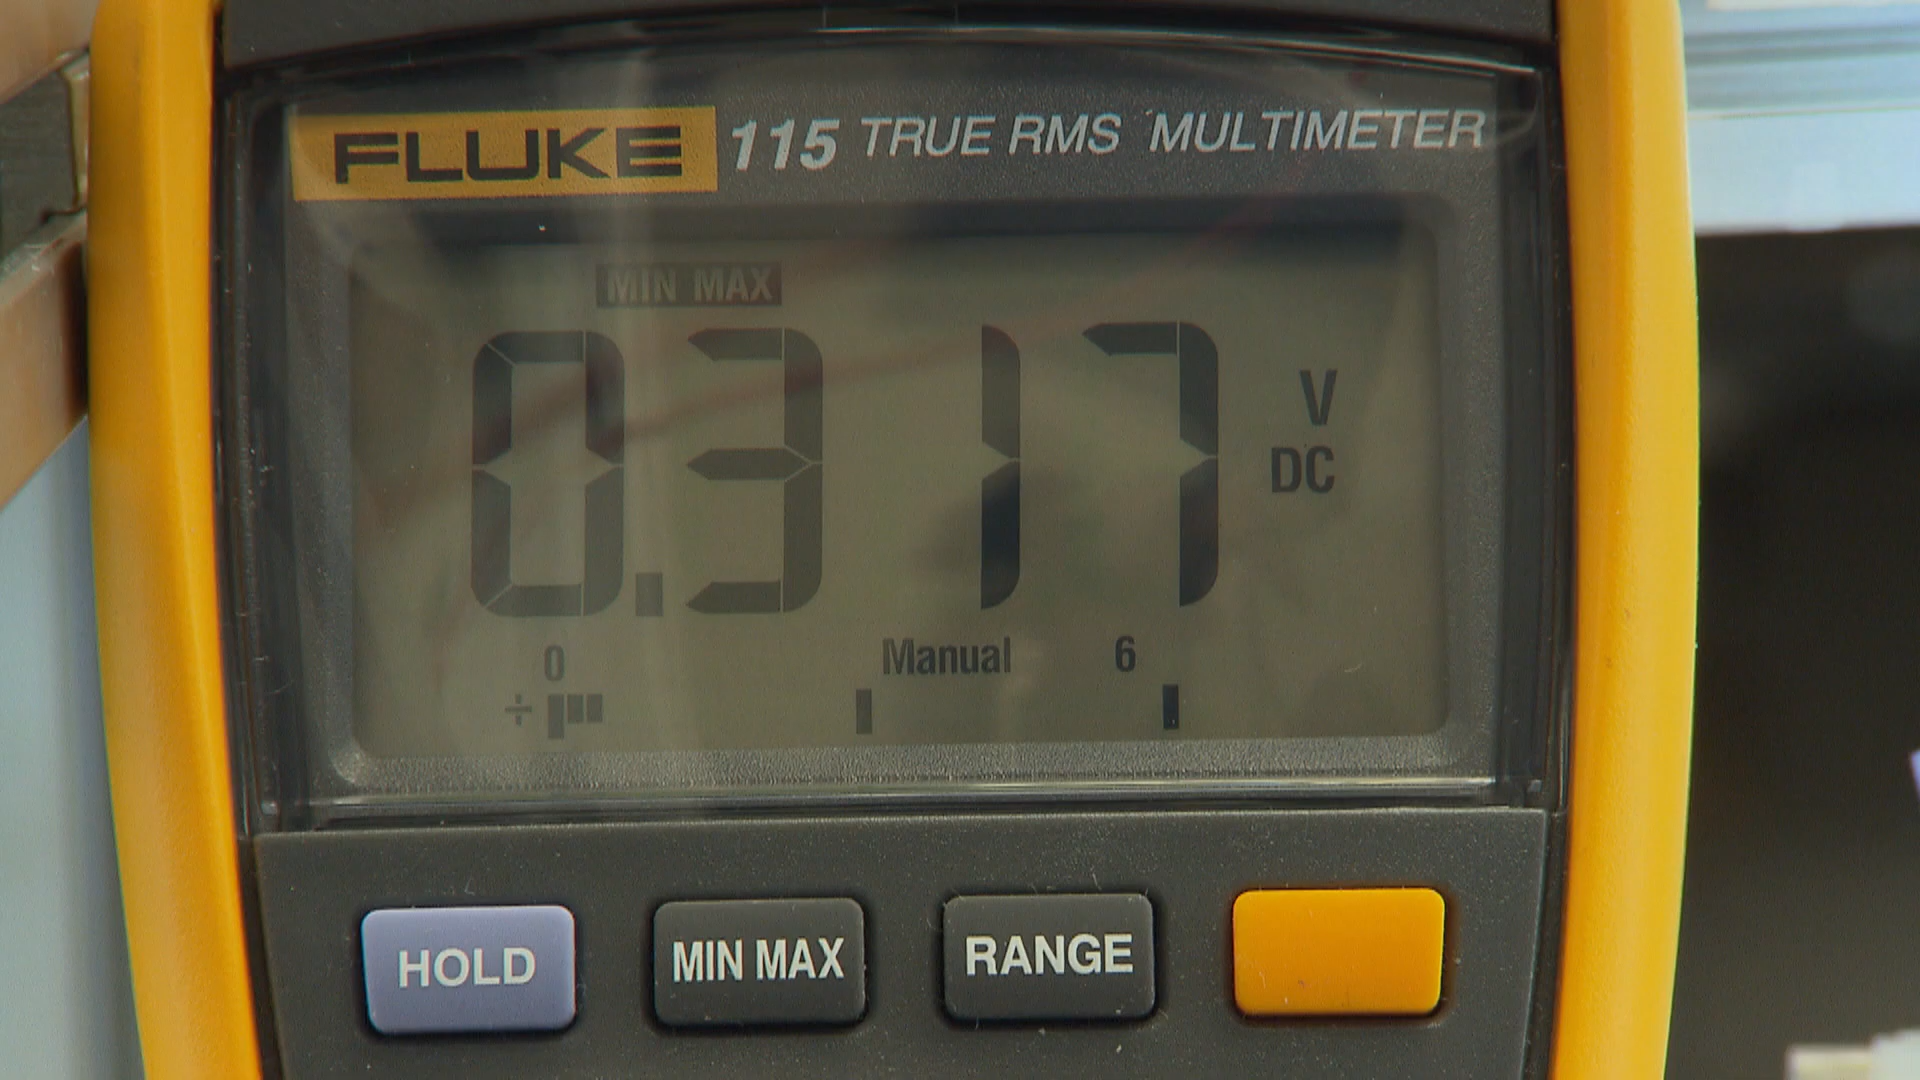 FLUKE 115 TRUE RMS MULTIMETER
MIN MAX
0.317 V DC
0 Manual 6
÷
HOLD MIN MAX RANGE